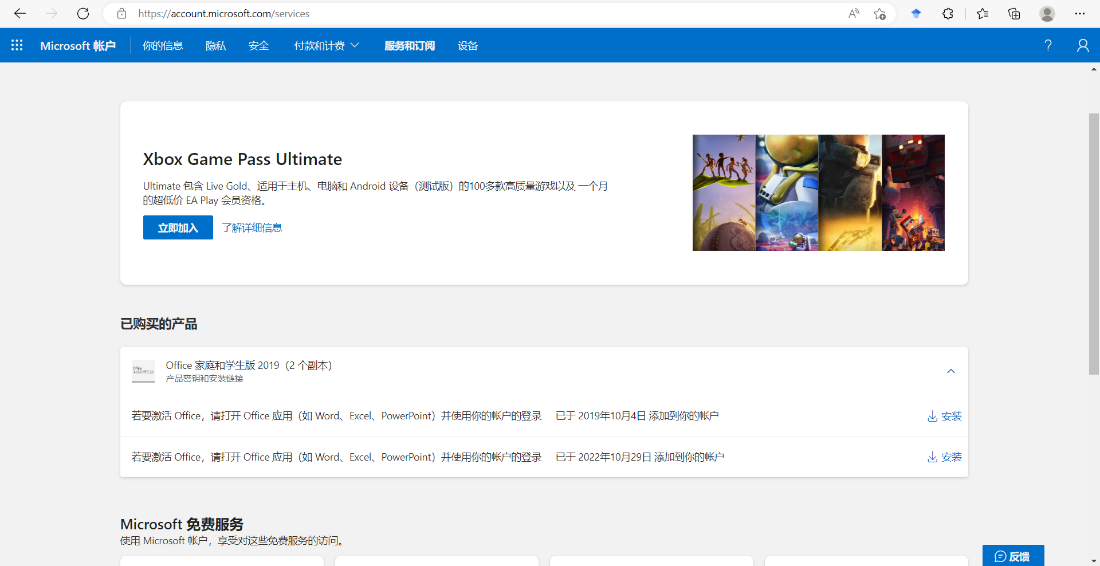 https://account.microsoft.com/services
Microsoft 帐户
你的信息
隐私
安全
付款和计费
服务和订阅
设备
Xbox Game Pass Ultimate
Ultimate 包含 Live Gold、适用于主机、电脑和 Android 设备（测试版）的100多款高质量游戏以及 一个月
的超低价 EA Play 会员资格。
立即加入
了解详细信息
已购买的产品
Office 家庭和学生版 2019（2 个副本）
产品密钥和安装链接
若要激活 Office，请打开 Office 应用（如 Word、Excel、PowerPoint）并使用你的帐户的登录 已于 2019年10月4日 添加到你的帐户 安装
若要激活 Office，请打开 Office 应用（如 Word、Excel、PowerPoint）并使用你的帐户的登录 已于 2022年10月29日 添加到你的帐户 安装
Microsoft 免费服务
使用 Microsoft 帐户，享受对这些免费服务的访问。
反馈